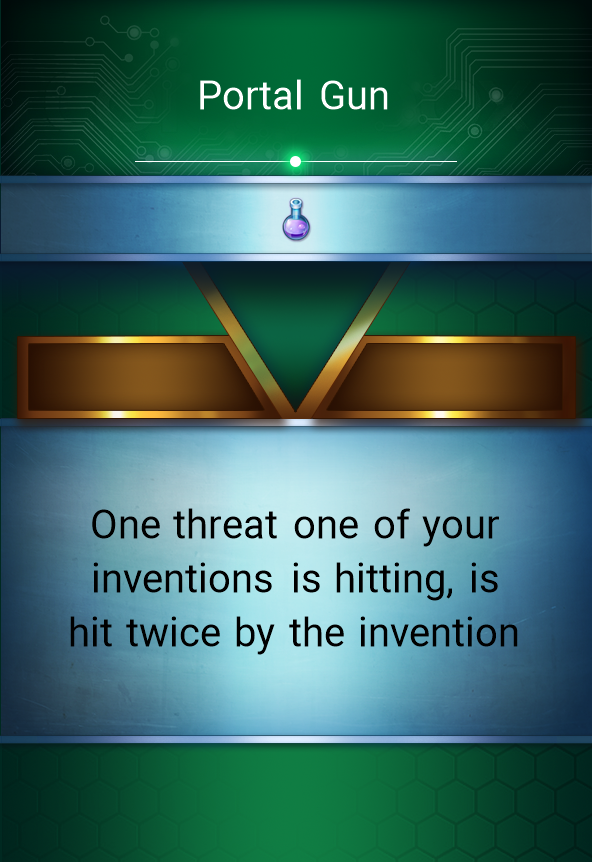 Portal Gun
One threat one of your
inventions is hitting, is
hit twice by the invention